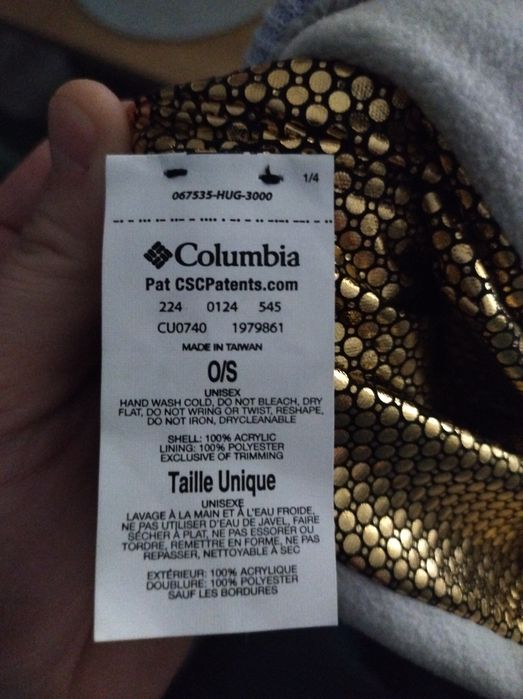 1/4
067535-HUG-3000
Columbia
Pat CSCPatents.com
224 0124 545
CU0740 1979861
MADE IN TAIWAN
O/S
UNISEX
HAND WASH COLD, DO NOT BLEACH, DRY
FLAT, DO NOT WRING OR TWIST, RESHAPE,
DO NOT IRON, DRYCLEANABLE
SHELL: 100% ACRYLIC
LINING: 100% POLYESTER
EXCLUSIVE OF TRIMMING
Taille Unique
UNISEXE
LAVAGE À LA MAIN ET À L'EAU FROIDE,
NE PAS UTILISER D'EAU DE JAVEL, FAIRE
SÉCHER À PLAT, NE PAS ESSORER OU
TORDRE, REMETTRE EN FORME, NE PAS
REPASSER, NETTOYABLE À SEC
EXTÉRIEUR: 100% ACRYLIQUE
DOUBLURE: 100% POLYESTER
SAUF LES BORDURES